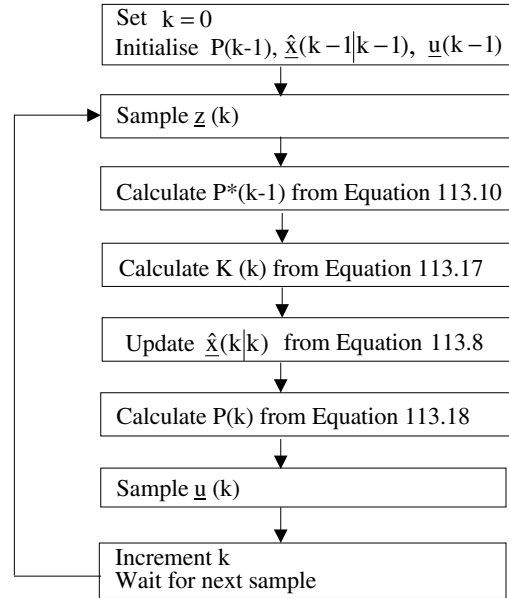 Set k = 0
Initialise P(k-1), x̂(k−1|k−1), u(k−1)
Sample z (k)
Calculate P*(k-1) from Equation 113.10
Calculate K (k) from Equation 113.17
Update x̂(k|k) from Equation 113.8
Calculate P(k) from Equation 113.18
Sample u (k)
Increment k
Wait for next sample